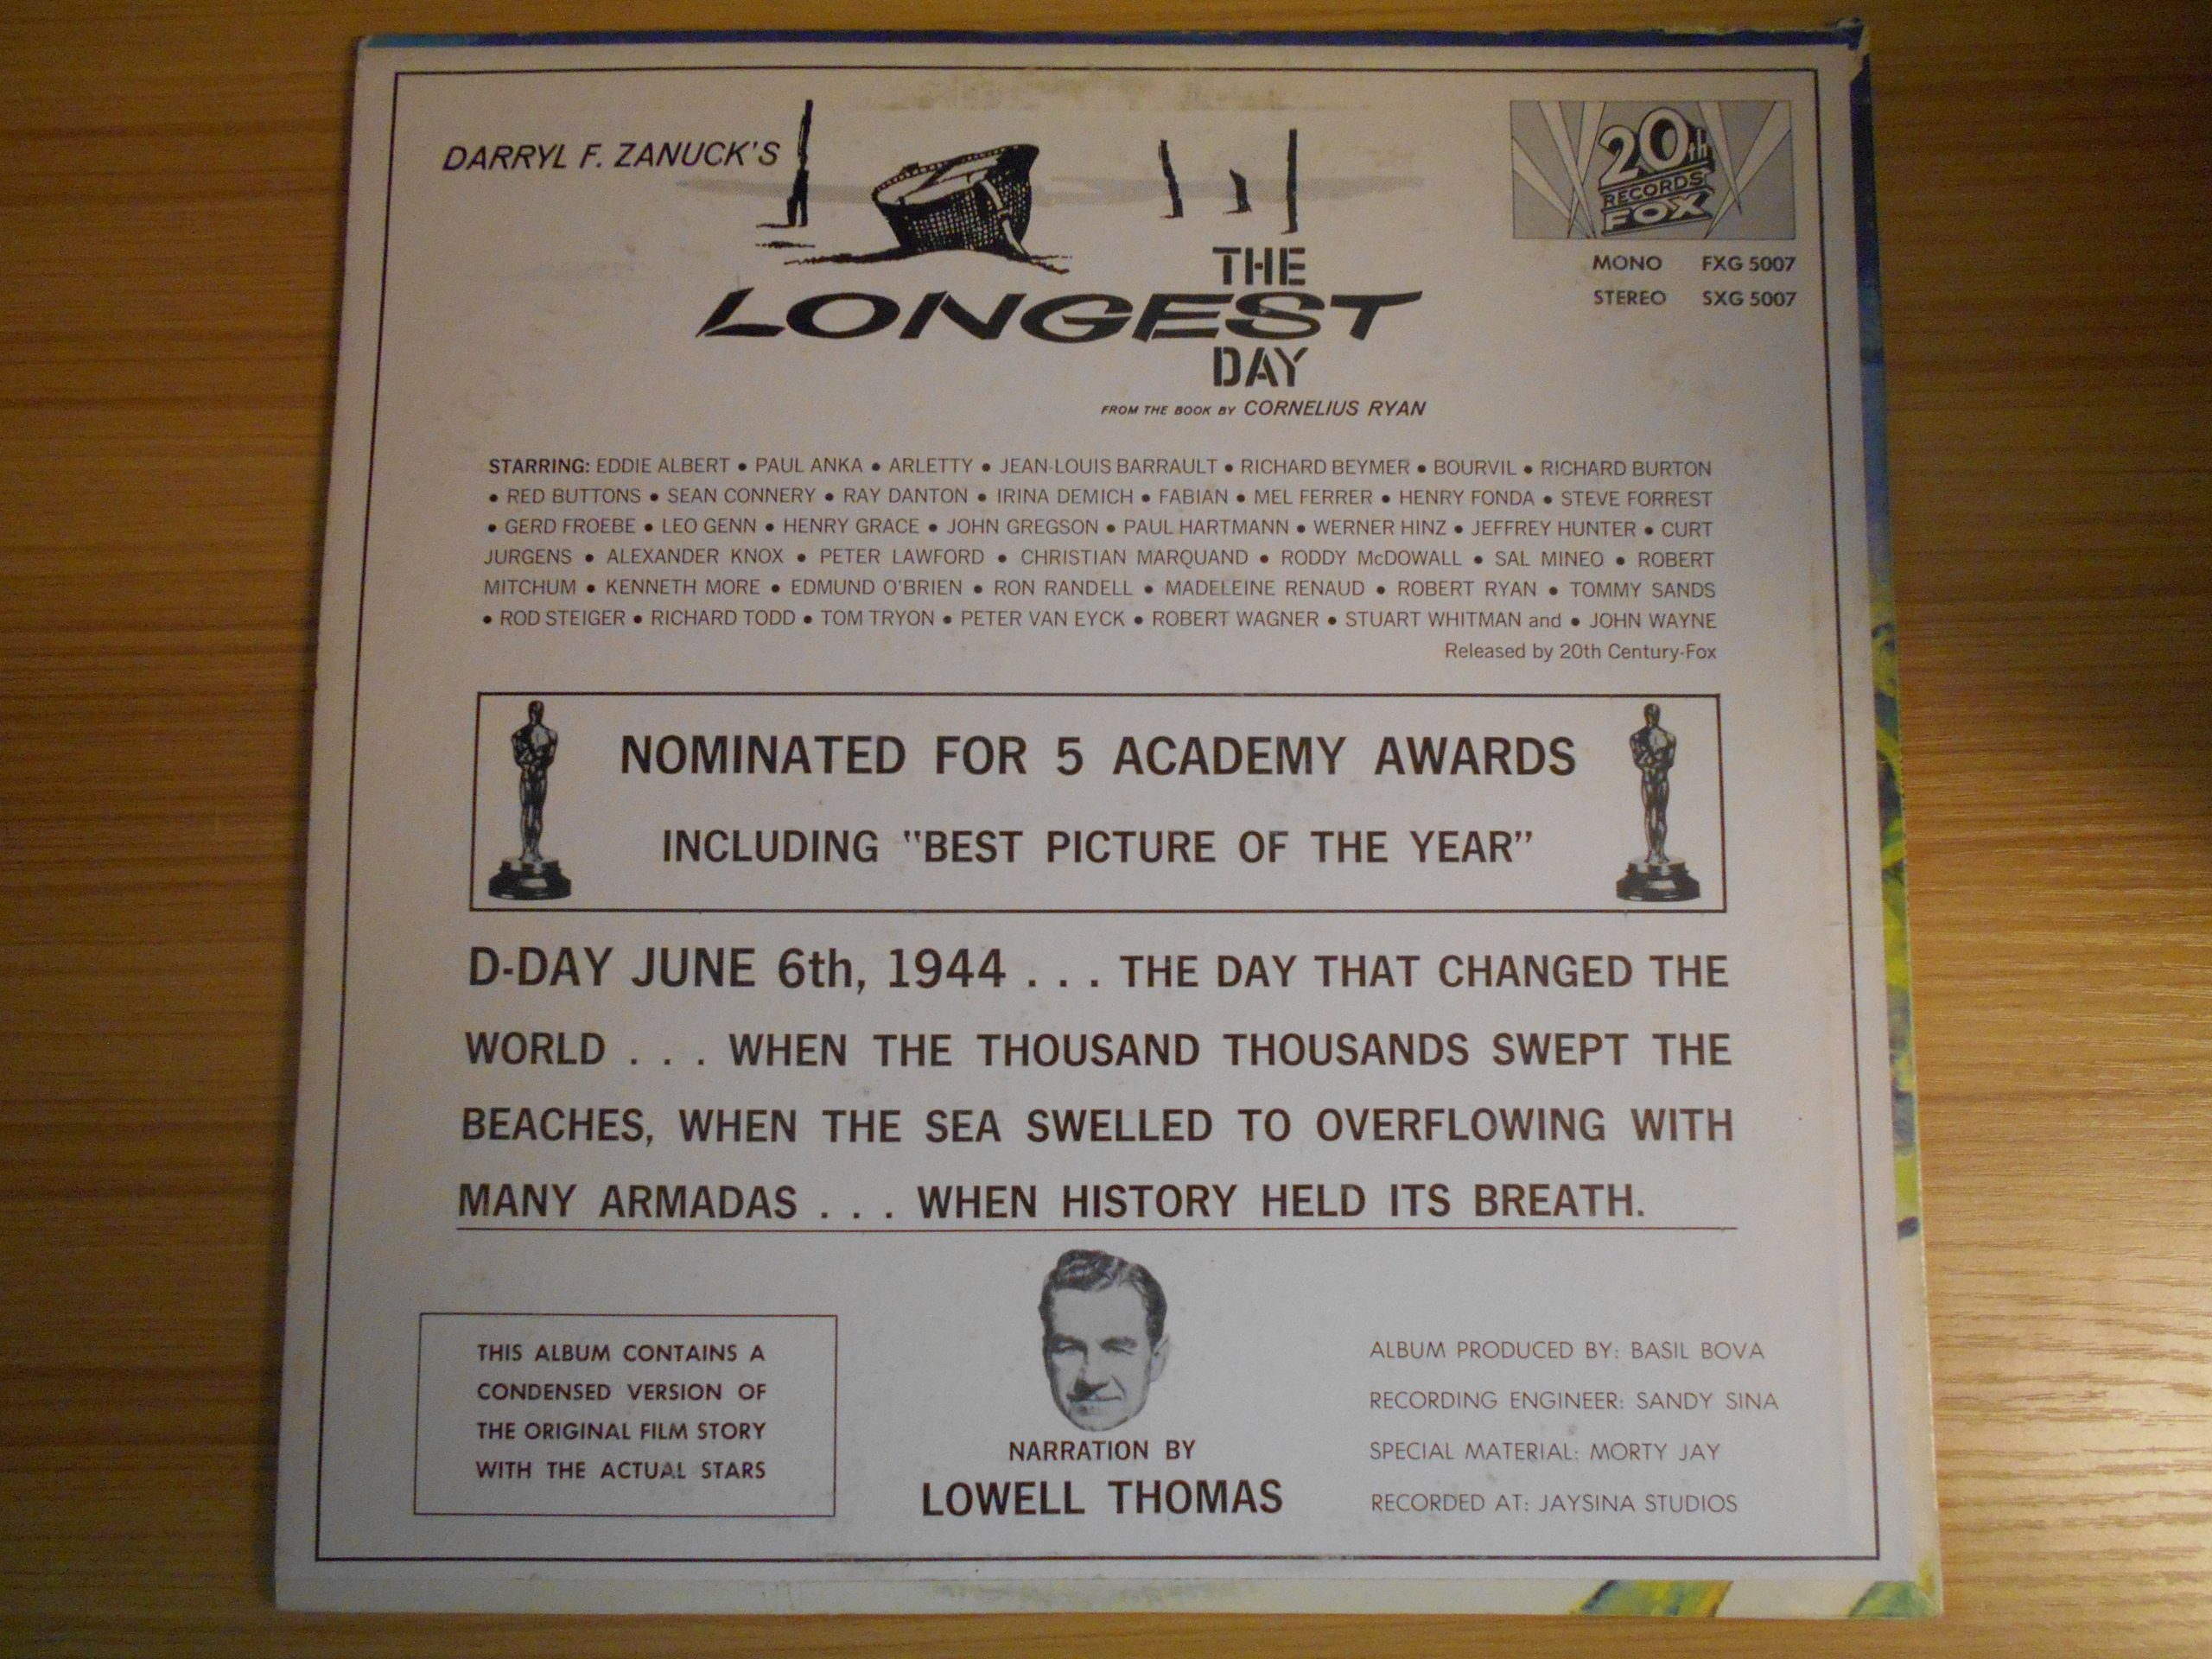 DARRYL F. ZANUCK'S
THE
LONGEST
DAY
FROM THE BOOK BY CORNELIUS RYAN
20th
RECORDS
FOX
MONO FXG 5007
STEREO SXG 5007
STARRING: EDDIE ALBERT • PAUL ANKA • ARLETTY • JEAN-LOUIS BARRAULT • RICHARD BEYMER • BOURVIL • RICHARD BURTON
• RED BUTTONS • SEAN CONNERY • RAY DANTON • IRINA DEMICH • FABIAN • MEL FERRER • HENRY FONDA • STEVE FORREST
• GERD FROEBE • LEO GENN • HENRY GRACE • JOHN GREGSON • PAUL HARTMANN • WERNER HINZ • JEFFREY HUNTER • CURT
JURGENS • ALEXANDER KNOX • PETER LAWFORD • CHRISTIAN MARQUAND • RODDY McDOWALL • SAL MINEO • ROBERT
MITCHUM • KENNETH MORE • EDMUND O'BRIEN • RON RANDELL • MADELEINE RENAUD • ROBERT RYAN • TOMMY SANDS
• ROD STEIGER • RICHARD TODD • TOM TRYON • PETER VAN EYCK • ROBERT WAGNER • STUART WHITMAN and • JOHN WAYNE
Released by 20th Century-Fox
NOMINATED FOR 5 ACADEMY AWARDS
INCLUDING "BEST PICTURE OF THE YEAR"
D-DAY JUNE 6th, 1944 . . . THE DAY THAT CHANGED THE
WORLD . . . WHEN THE THOUSAND THOUSANDS SWEPT THE
BEACHES, WHEN THE SEA SWELLED TO OVERFLOWING WITH
MANY ARMADAS . . . WHEN HISTORY HELD ITS BREATH.
THIS ALBUM CONTAINS A
CONDENSED VERSION OF
THE ORIGINAL FILM STORY
WITH THE ACTUAL STARS
NARRATION BY
LOWELL THOMAS
ALBUM PRODUCED BY: BASIL BOVA
RECORDING ENGINEER: SANDY SINA
SPECIAL MATERIAL: MORTY JAY
RECORDED AT: JAYSINA STUDIOS